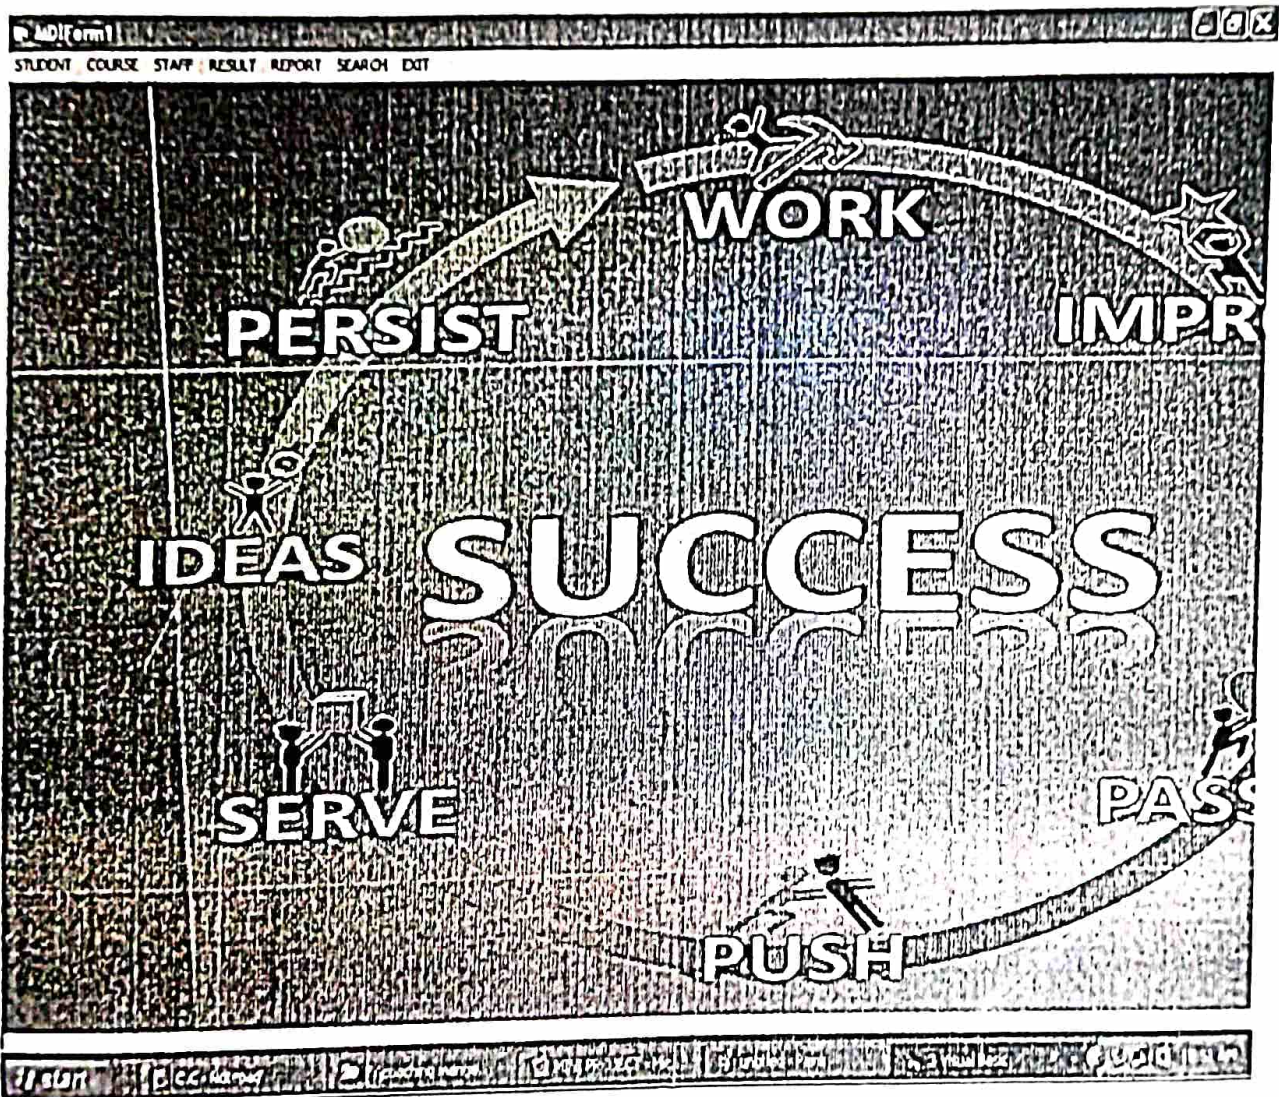 MDIForm1
STUDENT COURSE STAFF RESULT REPORT SEARCH EXIT
WORK
IMPR
PERSIST
IDEAS
SUCCESS
SERVE
PASS
PUSH
start